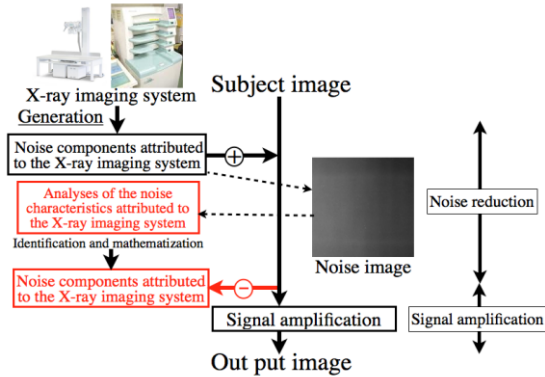 X-ray imaging system
Subject image
Generation
Noise components attributed
to the X-ray imaging system
+
Analyses of the noise
characteristics attributed to
the X-ray imaging system
Identification and mathematization
Noise image
Noise reduction
Noise components attributed
to the X-ray imaging system
−
Signal amplification
Signal amplification
Out put image